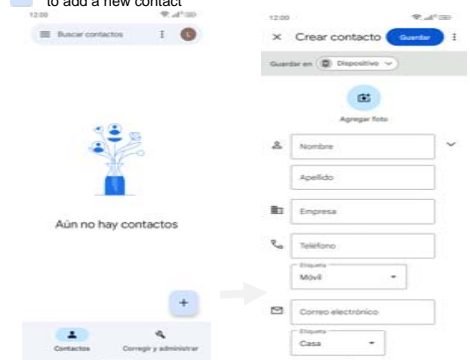 to add a new contact
12:00
Buscar contactos
Aún no hay contactos
Contactos
Corregir y administrar
12:00
Crear contacto
Guardar
Guardar en
Dispositivo
Agregar foto
Nombre
Apellido
Empresa
Teléfono
Etiqueta
Móvil
Correo electrónico
Etiqueta
Casa